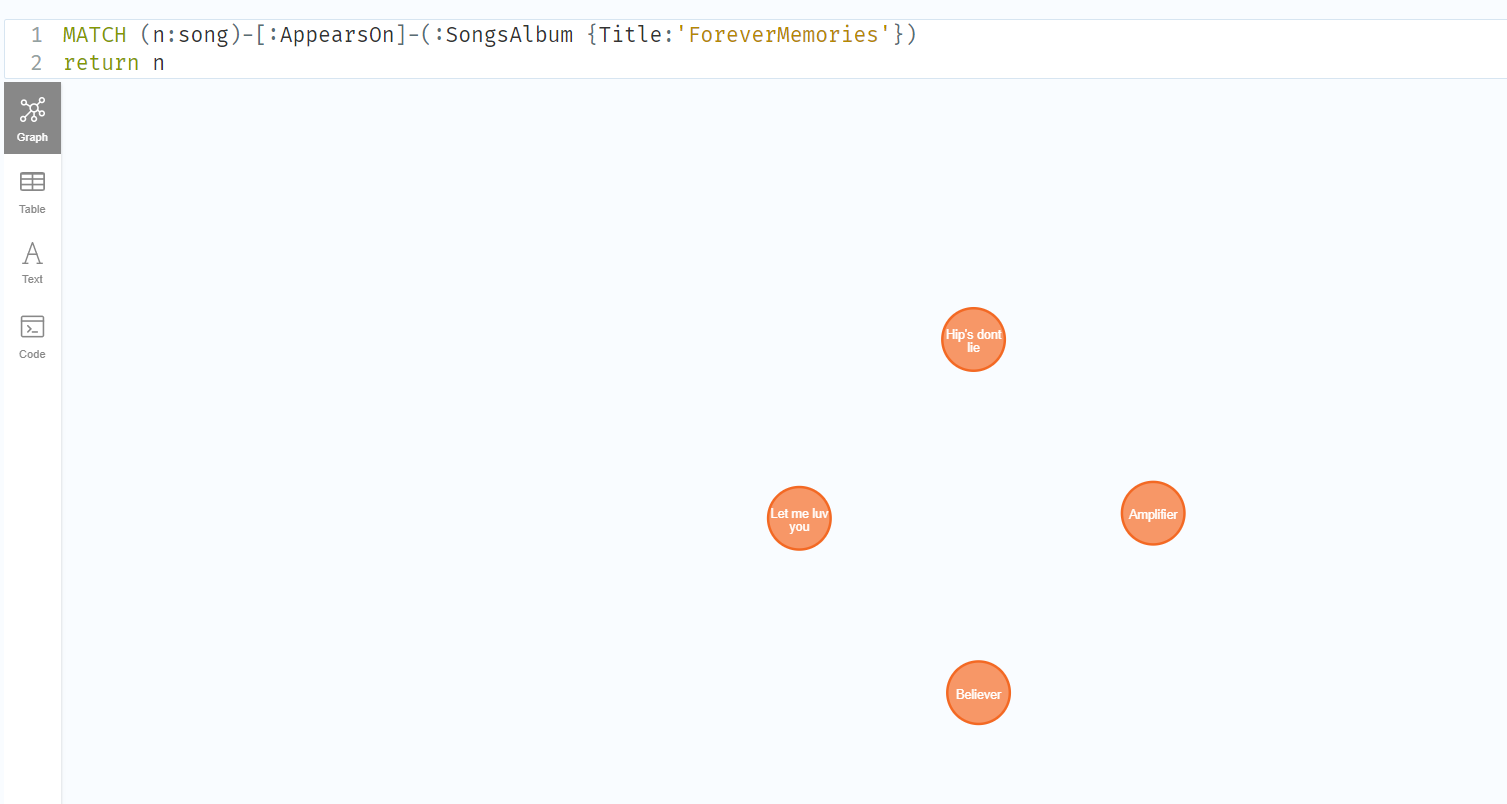 1 MATCH (n:song)-[:AppearsOn]-(:SongsAlbum {Title:'ForeverMemories'})
2 return n
Graph
Table
Text
Code
Hip's dont
lie
Let me luv
you
Amplifier
Believer